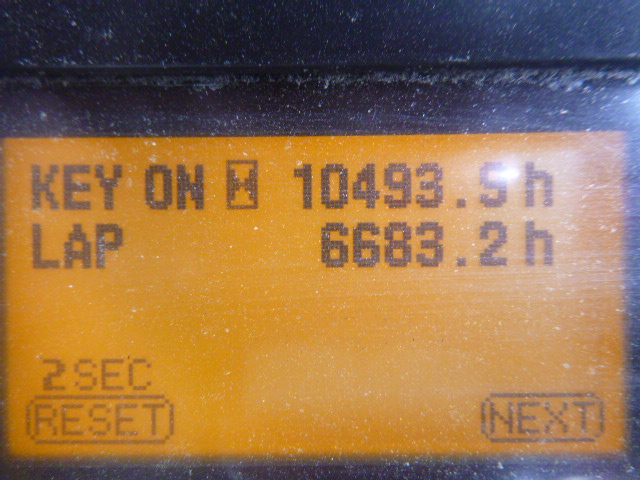 KEY ON H 10493.5h
LAP 6683.2h
2SEC
RESET NEXT